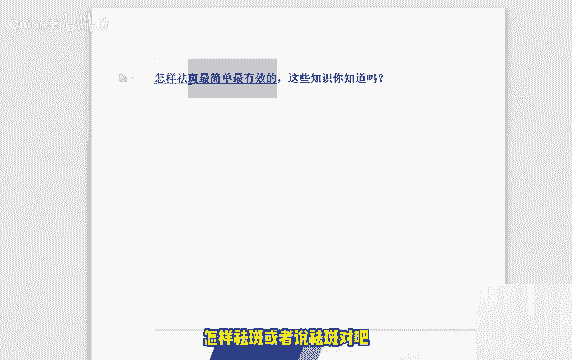 怎样祛斑最简单最有效的，这些知识你知道吗？
怎样祛斑或者说祛斑对吧